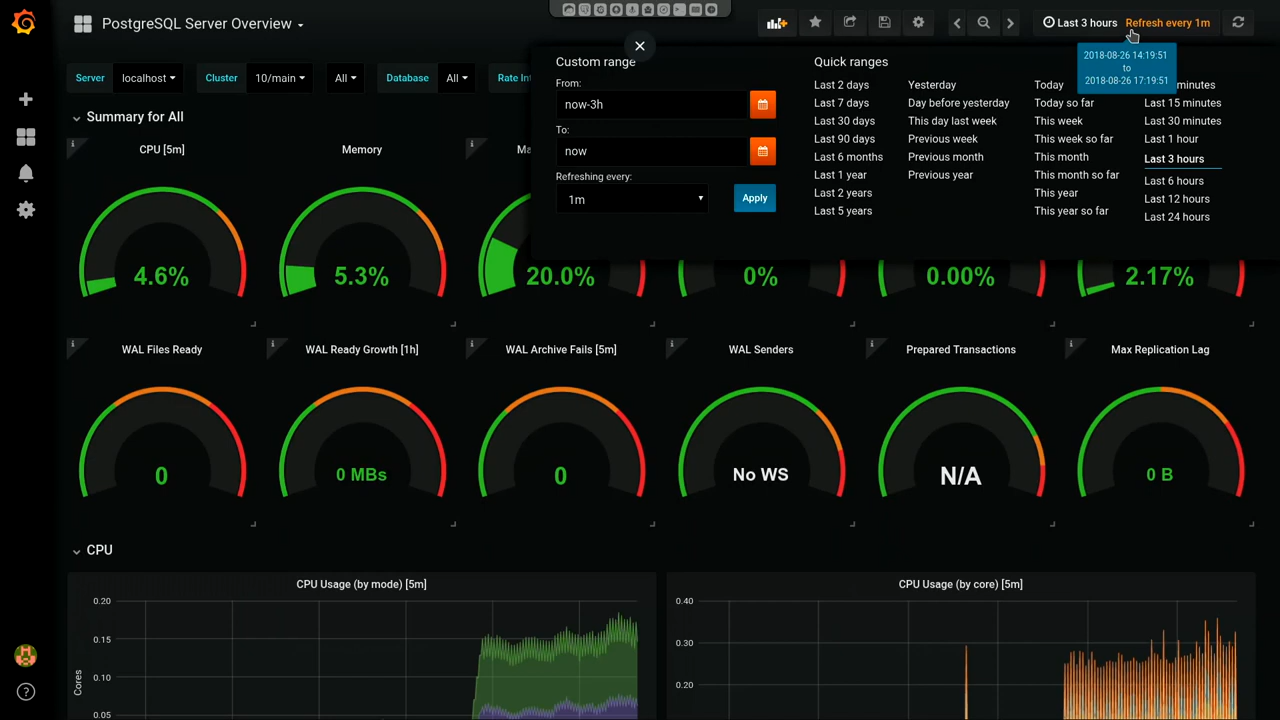 PostgreSQL Server Overview
Last 3 hours Refresh every 1m
2018-08-26 14:19:51
to
2018-08-26 17:19:51
Server localhost Cluster 10/main All Database All Rate
Custom range
From:
now-3h
To:
now
Refreshing every:
1m
Apply
Quick ranges
Last 2 days
Last 7 days
Last 30 days
Last 90 days
Last 6 months
Last 1 year
Last 2 years
Last 5 years
Yesterday
Day before yesterday
This day last week
Previous week
Previous month
Previous year
Today
Today so far
This week
This week so far
This month
This month so far
This year
This year so far
minutes
Last 15 minutes
Last 30 minutes
Last 1 hour
Last 3 hours
Last 6 hours
Last 12 hours
Last 24 hours
Summary for All
CPU [5m] Memory
4.6% 5.3% 20.0% 0% 0.00% 2.17%
WAL Files Ready WAL Ready Growth [1h] WAL Archive Fails [5m] WAL Senders Prepared Transactions Max Replication Lag
0 0 MBs 0 No WS N/A 0 B
CPU
CPU Usage (by mode) [5m]
0.20
0.15
0.10
0.05
Cores
CPU Usage (by core) [5m]
0.40
0.30
0.20